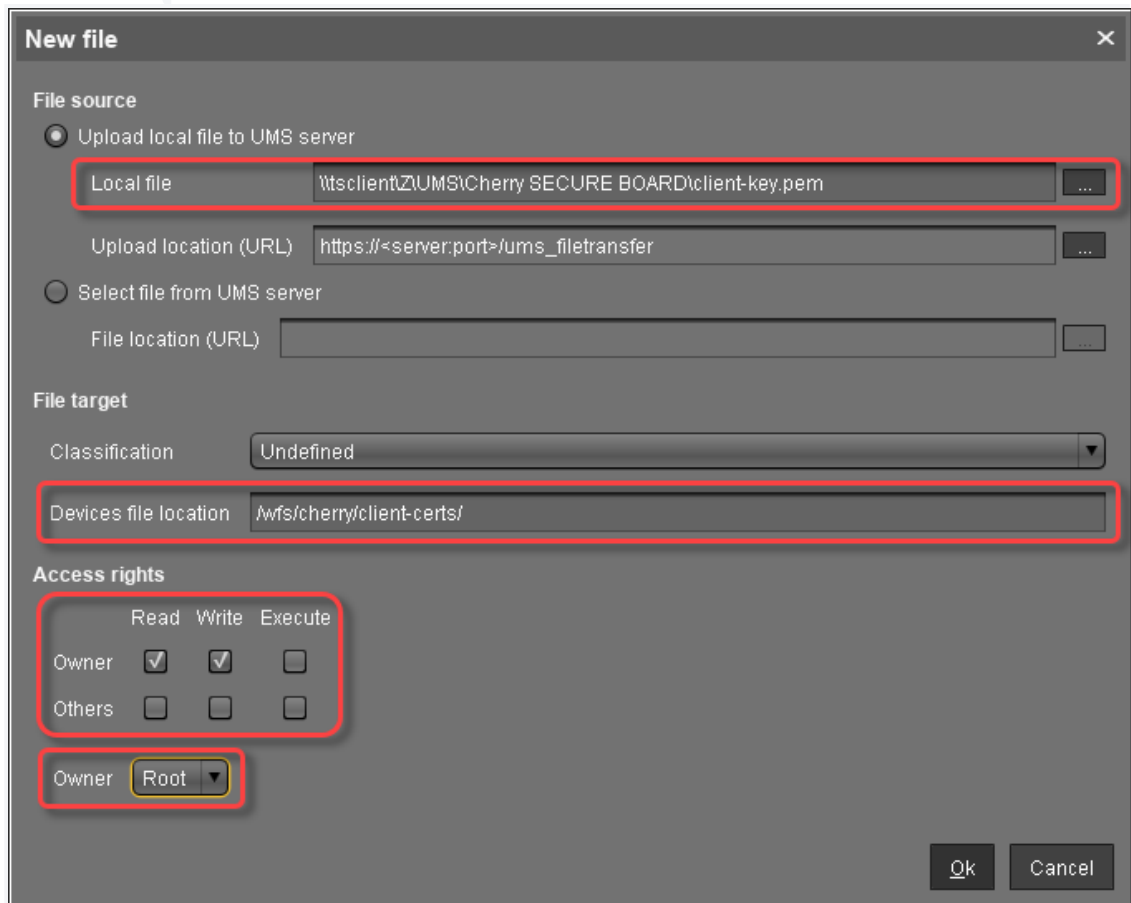 New file
File source
Upload local file to UMS server
Local file \\tsclient\Z\UMS\Cherry SECURE BOARD\client-key.pem ...
Upload location (URL) https://<server:port>/ums_filetransfer ...
Select file from UMS server
File location (URL) ...
File target
Classification Undefined
Devices file location /wfs/cherry/client-certs/
Access rights
Read Write Execute
Owner
Others
Owner Root
Ok Cancel